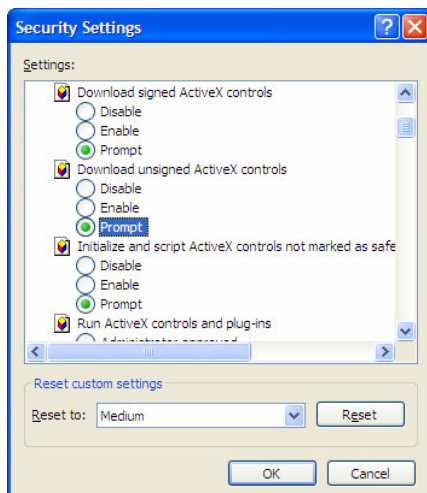 Security Settings
Settings:
Download signed ActiveX controls
Disable
Enable
Prompt
Download unsigned ActiveX controls
Disable
Enable
Prompt
Initialize and script ActiveX controls not marked as safe
Disable
Enable
Prompt
Run ActiveX controls and plug-ins
Administrator approved
Reset custom settings
Reset to: Medium Reset
OK Cancel